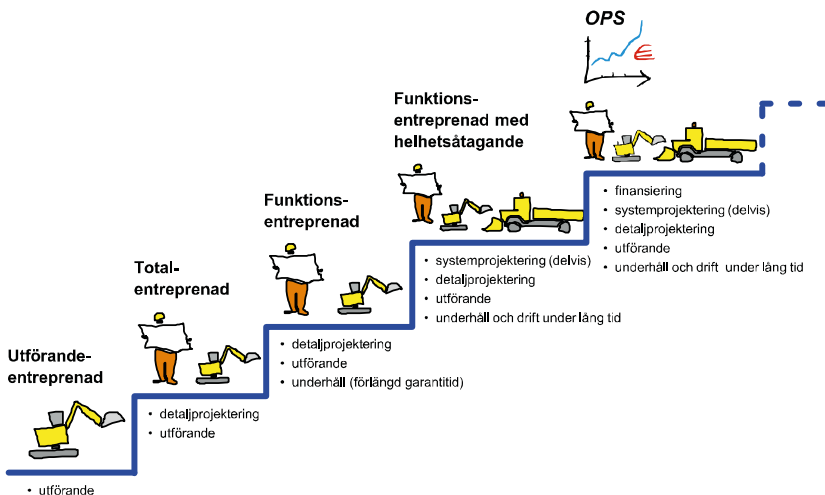 Utförande-
entreprenad
• utförande
Total-
entreprenad
• detaljprojektering
• utförande
Funktions-
entreprenad
• detaljprojektering
• utförande
• underhåll (förlängd garantitid)
Funktions-
entreprenad med
helhetsåtagande
• systemprojektering (delvis)
• detaljprojektering
• utförande
• underhåll och drift under lång tid
OPS
€
• finansiering
• systemprojektering (delvis)
• detaljprojektering
• utförande
• underhåll och drift under lång tid